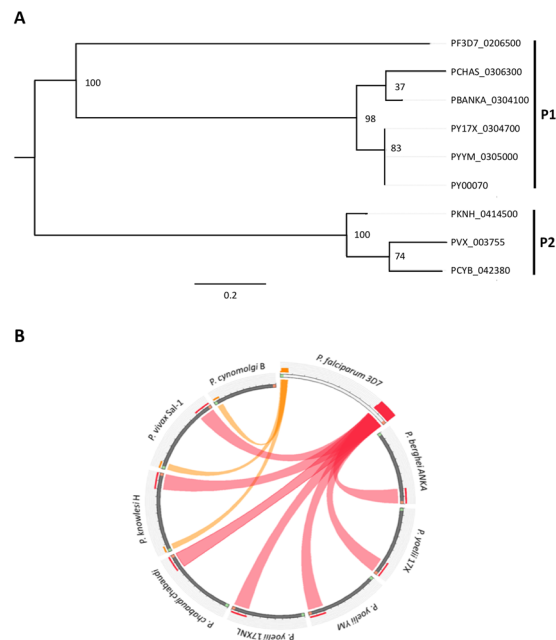 A
PF3D7_0206500
PCHAS_0306300
100
37
PBANKA_0304100
P1
98
PY17X_0304700
83
PYYM_0305000
PY00070
PKNH_0414500
100
PVX_003755
P2
74
PCYB_042380
0.2
B
P. falciparum 3D7
P. cynomolgi B
P. vivax Sal-1
P. berghei ANKA
P. knowlesi H
P. yoelii 17X
P. chabaudi chabaudi
P. yoelii YM
P. yoelii 17XNL